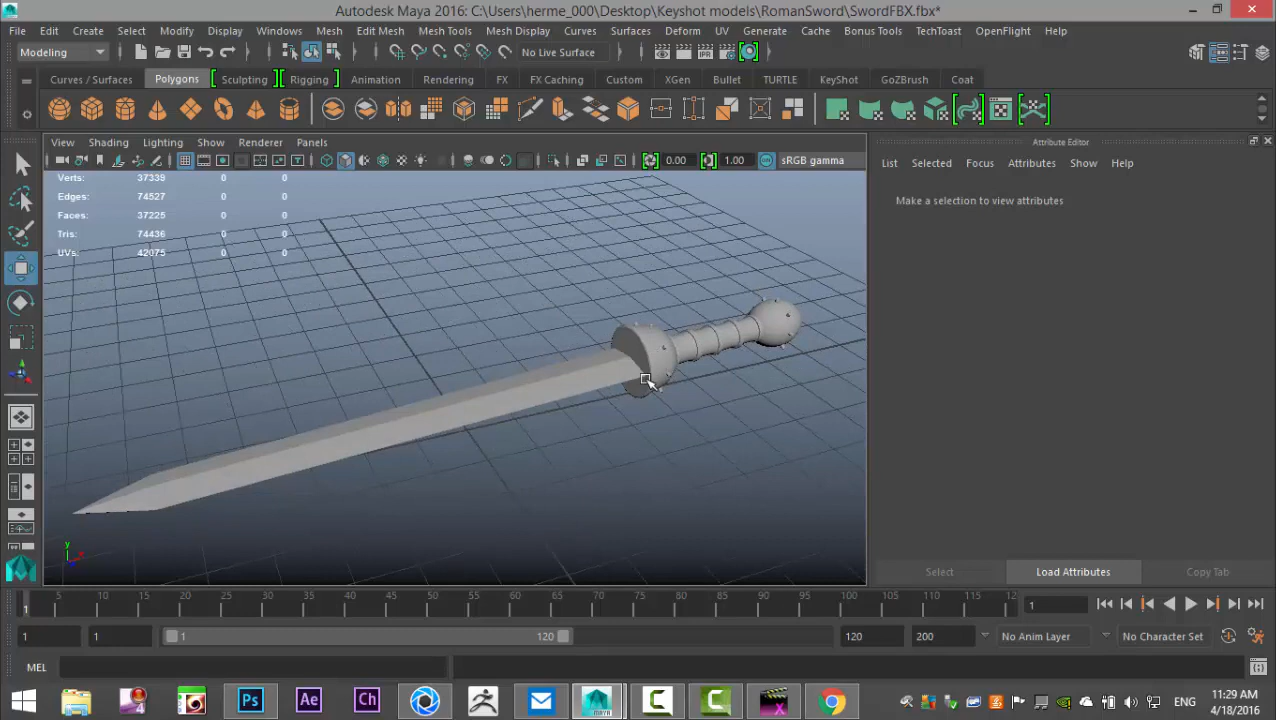 Autodesk Maya 2016: C:\Users\herme_000\Desktop\Keyshot models\RomanSword\SwordFBX.fbx*
File Edit Create Select Modify Display Windows Mesh Edit Mesh Mesh Tools Mesh Display Curves Surfaces Deform UV Generate Cache Bonus Tools TechToast OpenFlight Help
Modeling No Live Surface
Curves / Surfaces Polygons Sculpting Rigging Animation Rendering FX FX Caching Custom XGen Bullet TURTLE KeyShot GoZBrush Coat
View Shading Lighting Show Renderer Panels
Attribute Editor
0.00 1.00 sRGB gamma
List Selected Focus Attributes Show Help
Verts: 37339 0 0
Edges: 74527 0 0
Faces: 37225 0 0
Tris: 74436 0 0
UVs: 42075 0 0
Make a selection to view attributes
y
Select Load Attributes Copy Tab
1 5 10 15 20 25 30 35 40 45 50 55 60 65 70 75 80 85 90 95 100 105 110 115 12
1
1 1 1 120 120 200 No Anim Layer No Character Set
MEL
Ps Ae Ch MAYA C C X
ENG
11:29 AM
4/18/2016